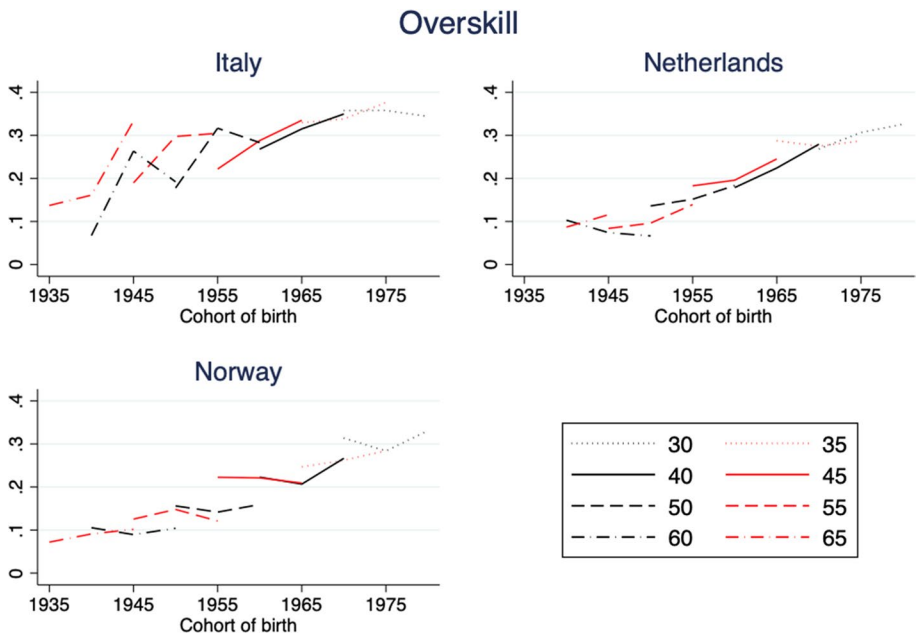 Overskill
Italy
.4
.3
.2
.1
0
1935 1945 1955 1965 1975
Cohort of birth
Netherlands
.4
.3
.2
.1
0
1935 1945 1955 1965 1975
Cohort of birth
Norway
.4
.3
.2
.1
0
1935 1945 1955 1965 1975
Cohort of birth
30 35
40 45
50 55
60 65